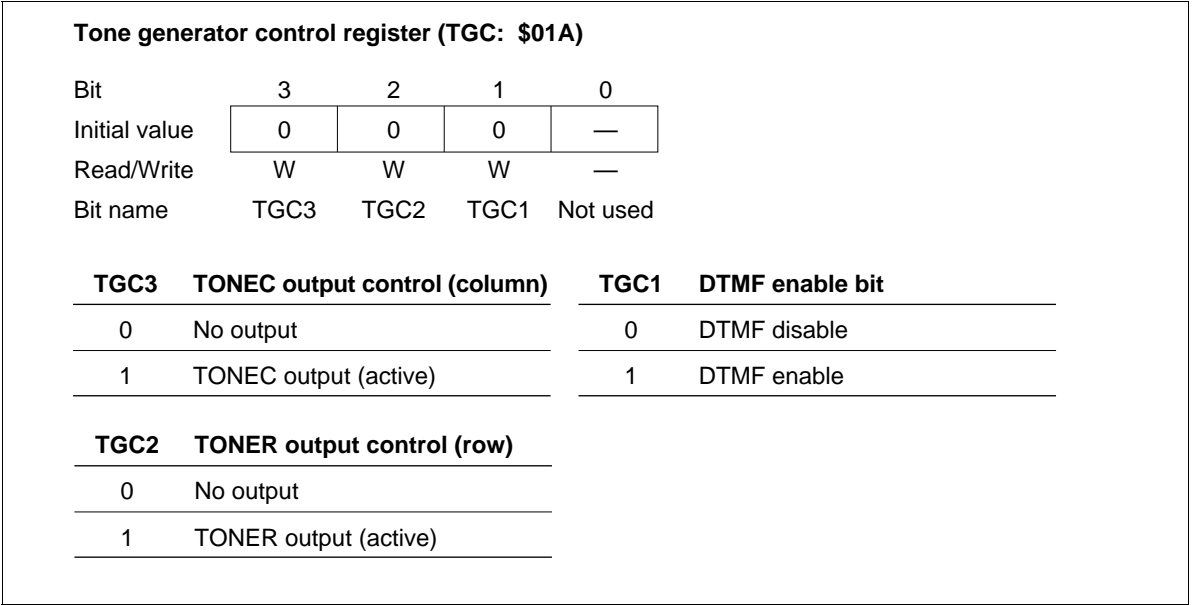 Tone generator control register (TGC: $01A)
Bit 3 2 1 0
Initial value 0 0 0 —
Read/Write W W W —
Bit name TGC3 TGC2 TGC1 Not used
TGC3 TONEC output control (column) TGC1 DTMF enable bit
0 No output 0 DTMF disable
1 TONEC output (active) 1 DTMF enable
TGC2 TONER output control (row)
0 No output
1 TONER output (active)